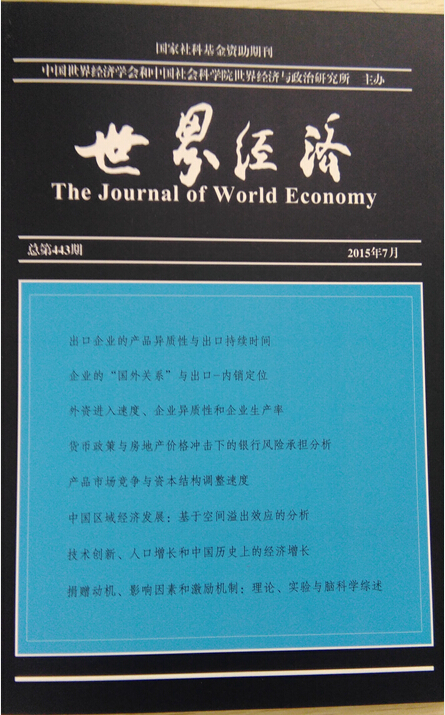 国家社科基金资助期刊
中国世界经济学会和中国社会科学院世界经济与政治研究所 主办
世界经济
The Journal of World Economy
总第443期 2015年7月
出口企业的产品异质性与出口持续时间
企业的“国外关系”与出口-内销定位
外资进入速度、企业异质性和企业生产率
货币政策与房地产价格冲击下的银行风险承担分析
产品市场竞争与资本结构调整速度
中国区域经济发展：基于空间溢出效应的分析
技术创新、人口增长和中国历史上的经济增长
捐赠动机、影响因素和激励机制：理论、实验与脑科学综述